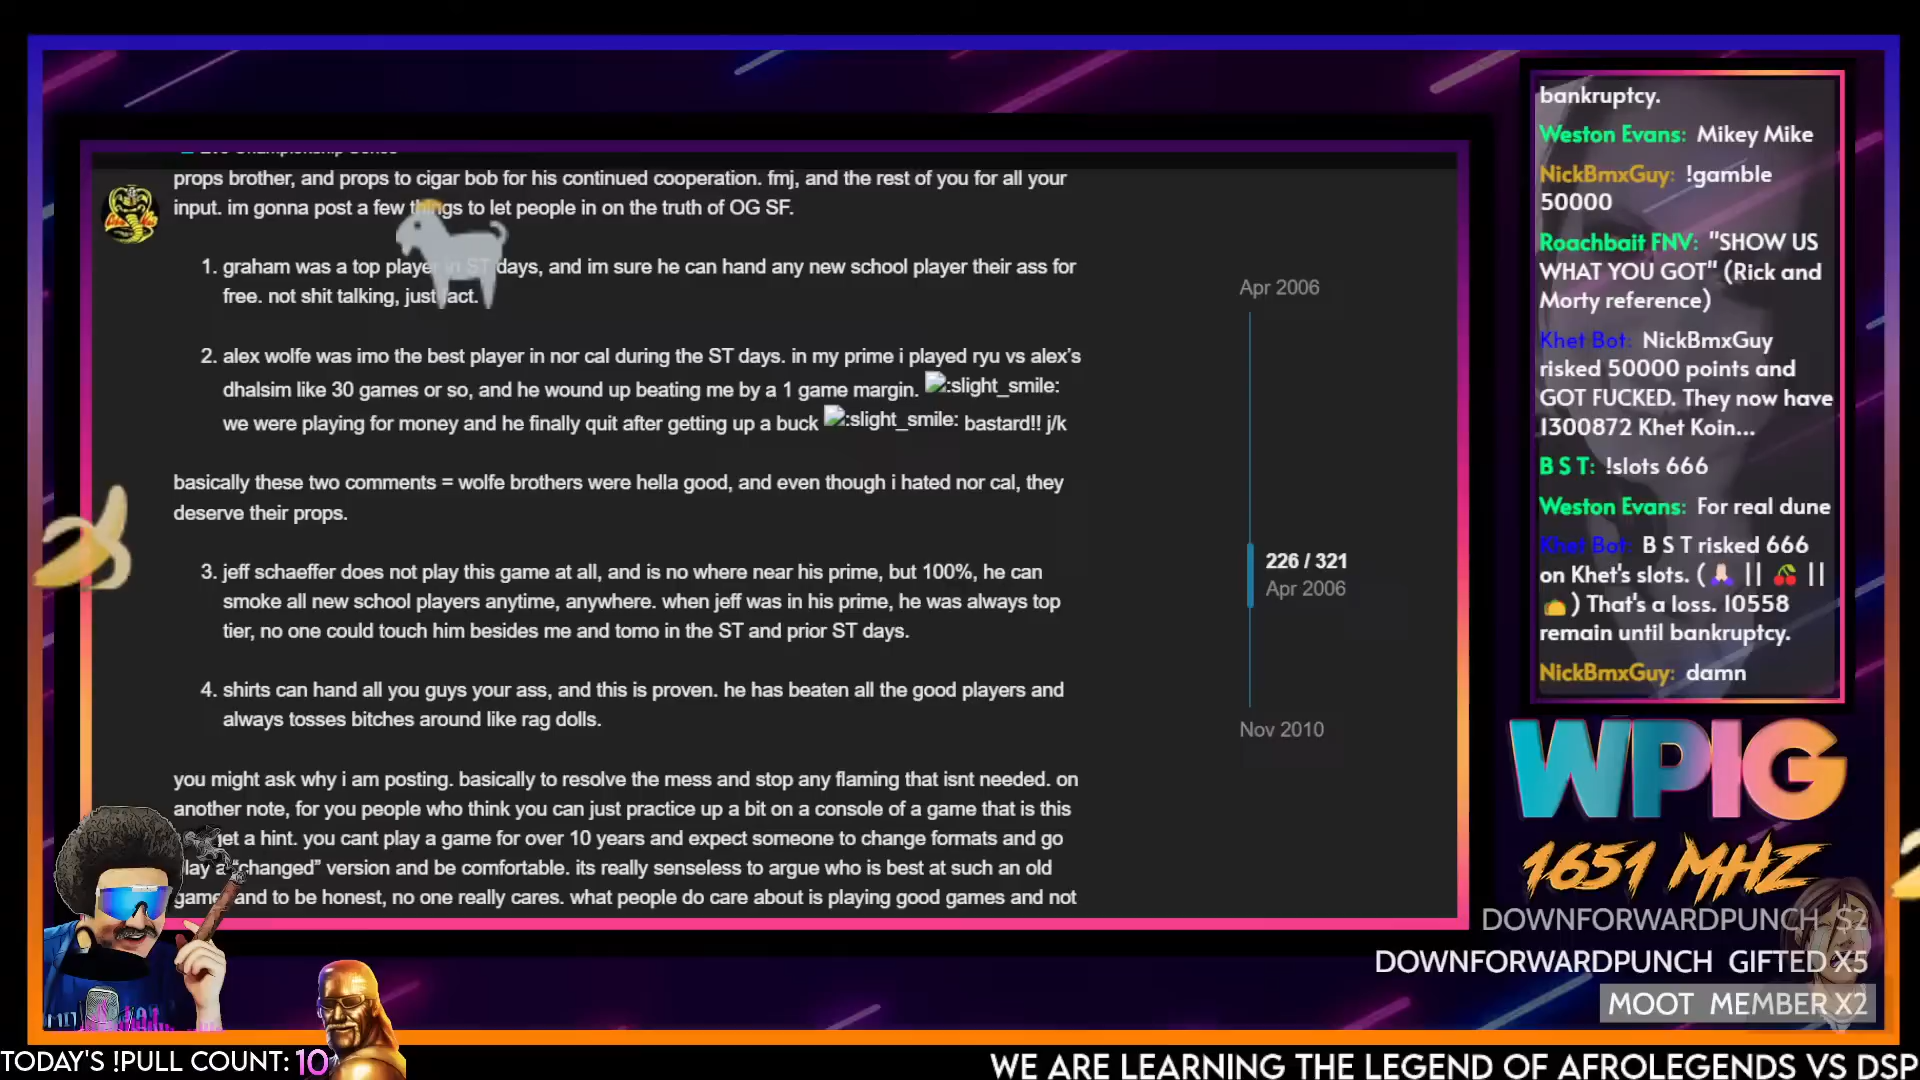 props brother, and props to cigar bob for his continued cooperation. fmj, and the rest of you for all your
input. im gonna post a few things to let people in on the truth of OG SF.
1. graham was a top player in ST days, and im sure he can hand any new school player their ass for
free. not shit talking, just fact.
2. alex wolfe was imo the best player in nor cal during the ST days. in my prime i played ryu vs alex's
dhalsim like 30 games or so, and he wound up beating me by a 1 game margin. :slight_smile:
we were playing for money and he finally quit after getting up a buck :slight_smile: bastard!! j/k
basically these two comments = wolfe brothers were hella good, and even though i hated nor cal, they
deserve their props.
3. jeff schaeffer does not play this game at all, and is no where near his prime, but 100%, he can
smoke all new school players anytime, anywhere. when jeff was in his prime, he was always top
tier, no one could touch him besides me and tomo in the ST and prior ST days.
4. shirts can hand all you guys your ass, and this is proven. he has beaten all the good players and
always tosses bitches around like rag dolls.
you might ask why i am posting. basically to resolve the mess and stop any flaming that isnt needed. on
another note, for you people who think you can just practice up a bit on a console of a game that is this
get a hint. you cant play a game for over 10 years and expect someone to change formats and go
play a "changed" version and be comfortable. its really senseless to argue who is best at such an old
game, and to be honest, no one really cares. what people do care about is playing good games and not
Apr 2006
226 / 321
Apr 2006
Nov 2010
bankruptcy.
Weston Evans: Mikey Mike
NickBmxGuy: !gamble
50000
Roachbait FNV: "SHOW US
WHAT YOU GOT" (Rick and
Morty reference)
Khet Bot: NickBmxGuy
risked 50000 points and
GOT FUCKED. They now have
1300872 Khet Koin...
B S T: !slots 666
Weston Evans: For real dune
Khet Bot: B S T risked 666
on Khet's slots. ( || ||
) That's a loss. 10558
remain until bankruptcy.
NickBmxGuy: damn
WPIG
1651 MHZ
DOWNFORWARDPUNCH $2
DOWNFORWARDPUNCH GIFTED X5
MOOT MEMBER X2
TODAY'S !PULL COUNT: 10
WE ARE LEARNING THE LEGEND OF AFROLEGENDS VS DSP